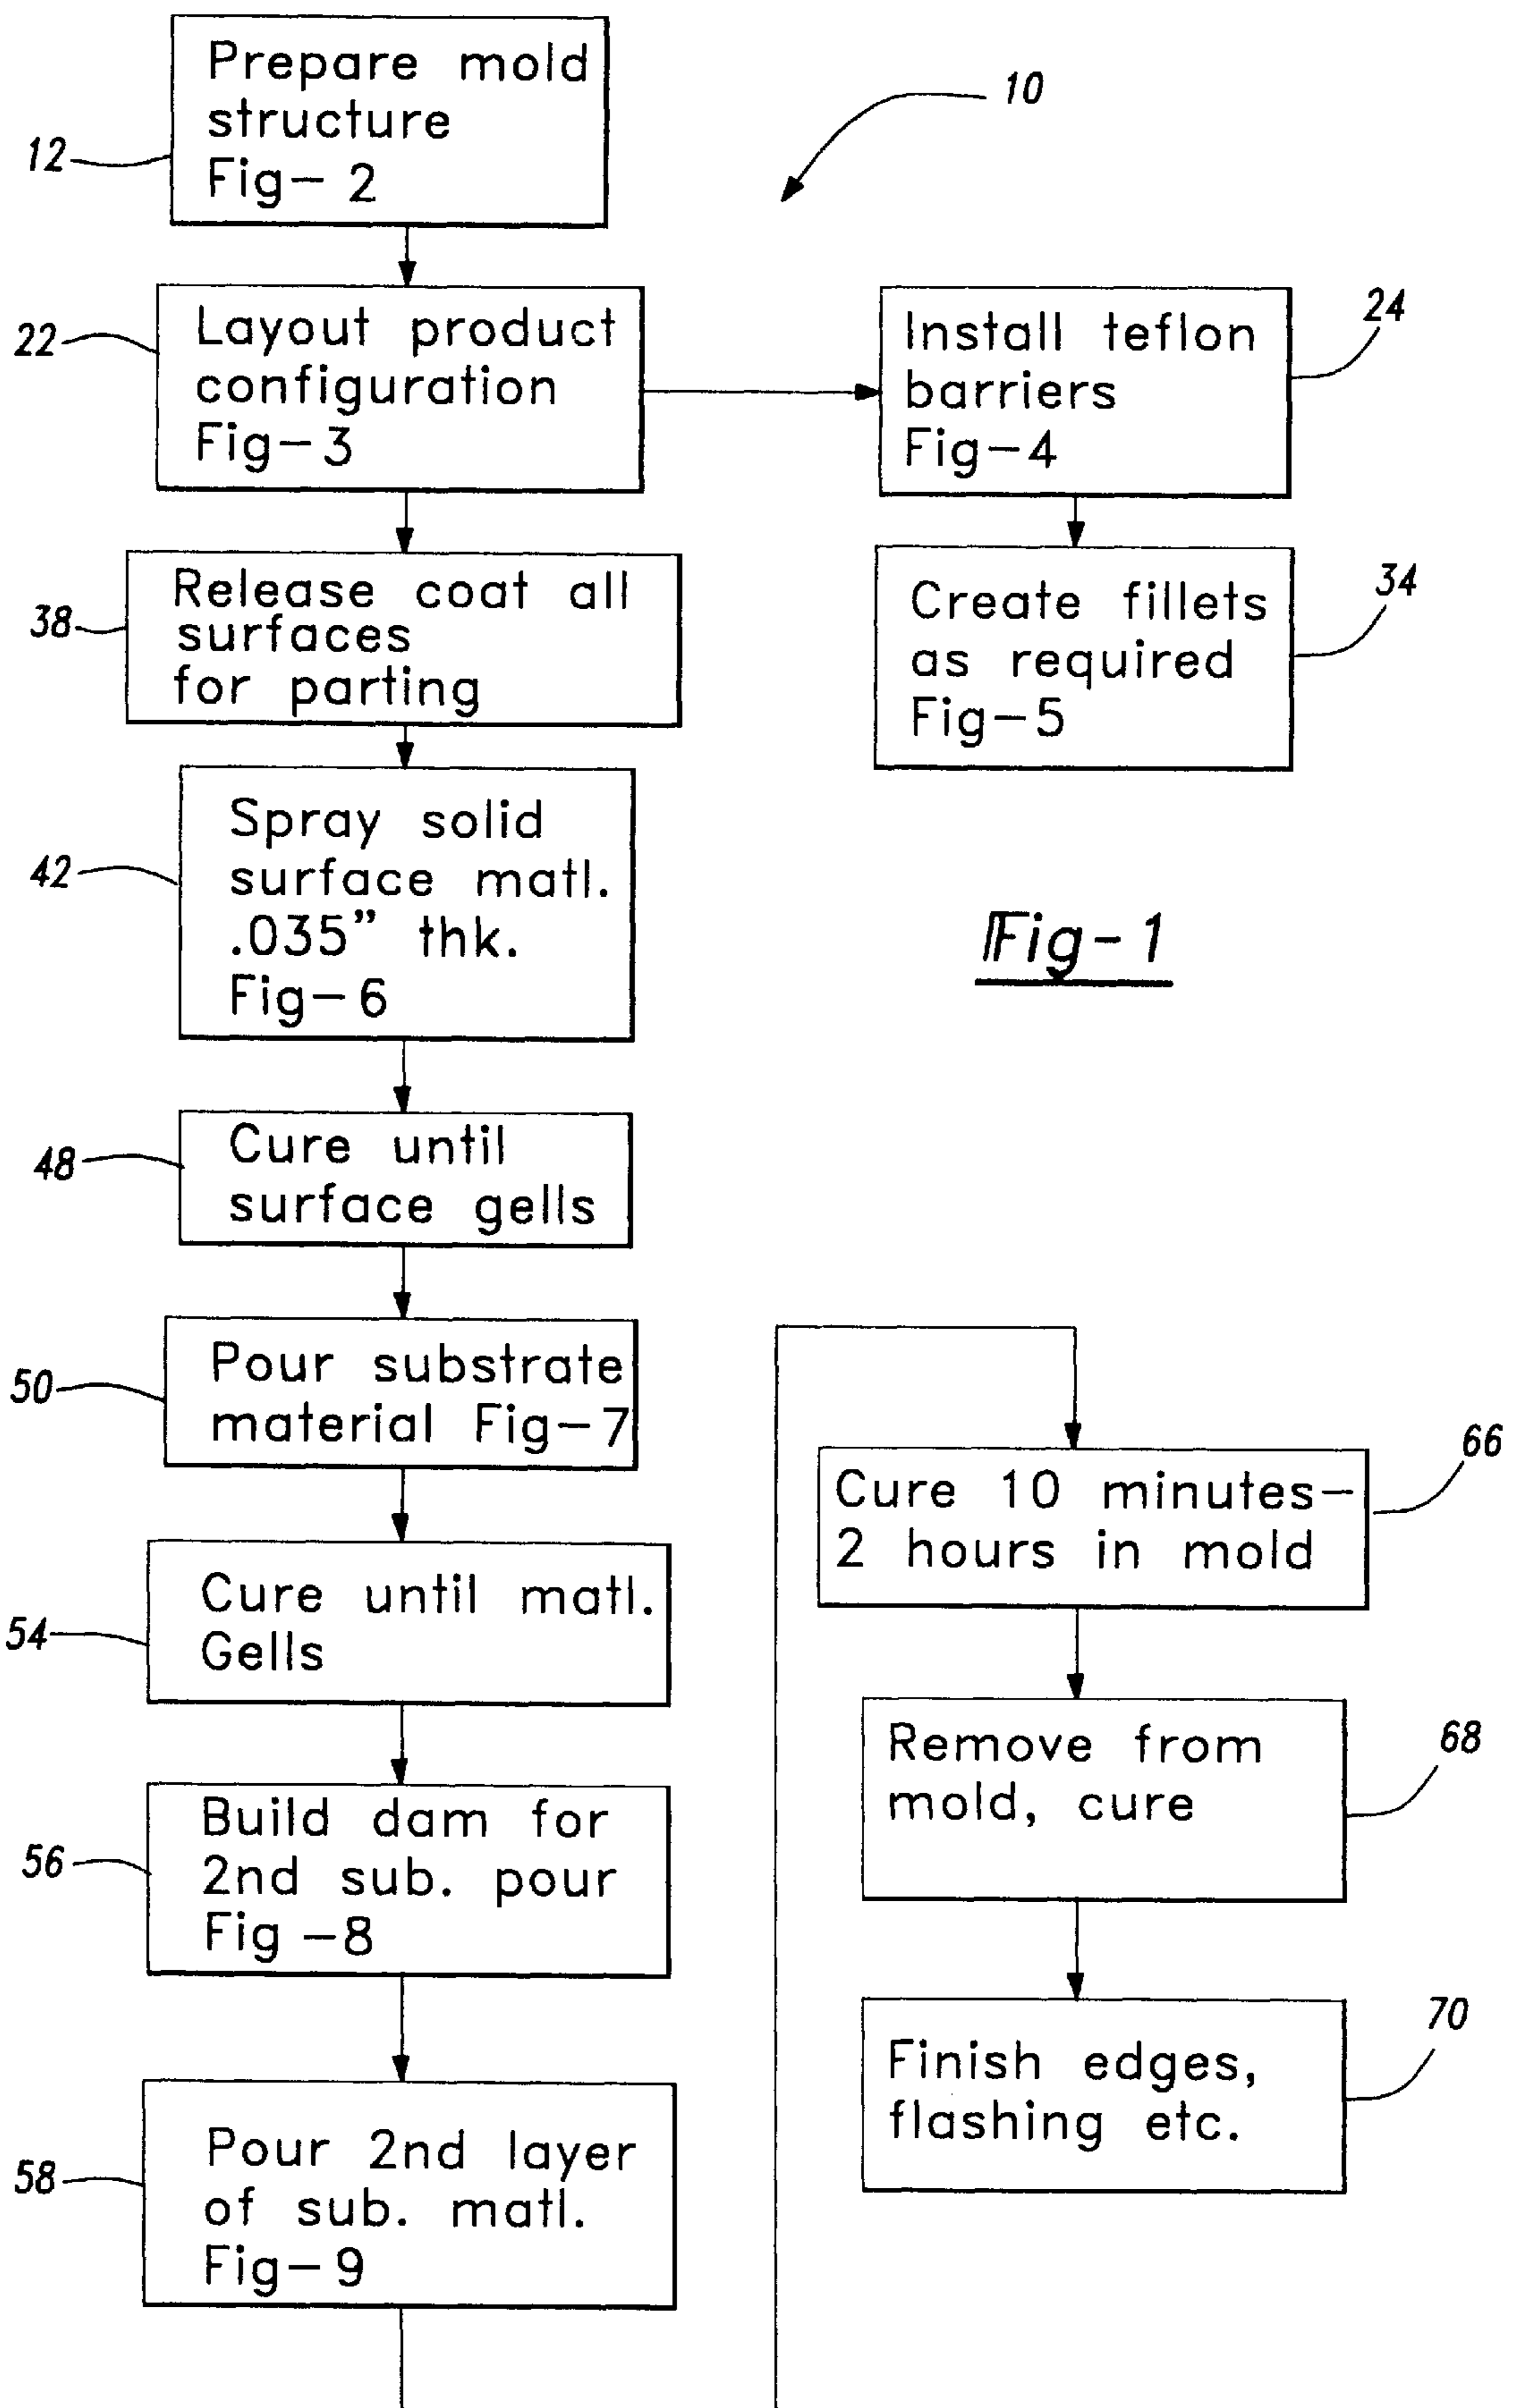 10
12
Prepare mold
structure
Fig-2
22
Layout product
configuration
Fig-3
24
Install teflon
barriers
Fig-4
34
Create fillets
as required
Fig-5
38
Release coat all
surfaces
for parting
42
Spray solid
surface matl.
.035” thk.
Fig-6
Fig-1
48
Cure until
surface gells
50
Pour substrate
material Fig-7
54
Cure until matl.
Gells
56
Build dam for
2nd sub. pour
Fig -8
58
Pour 2nd layer
of sub. matl.
Fig-9
66
Cure 10 minutes-
2 hours in mold
68
Remove from
mold, cure
70
Finish edges,
flashing etc.